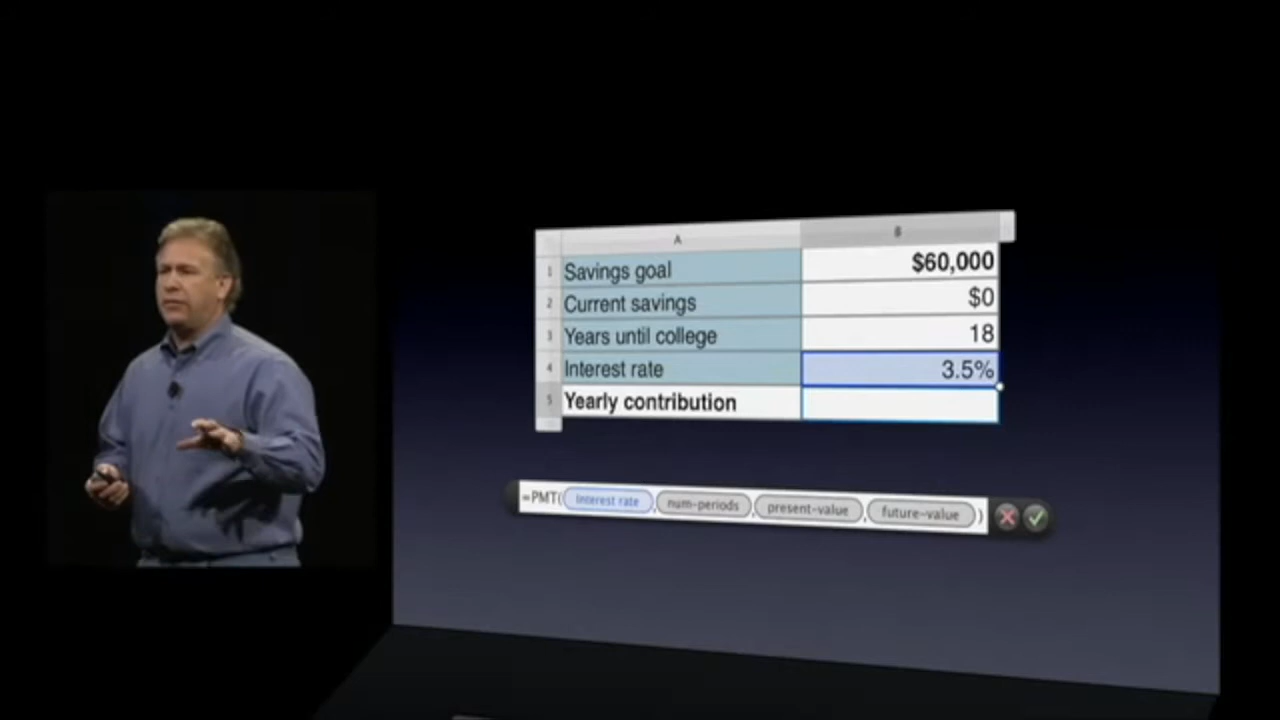 A B
1 Savings goal $60,000
2 Current savings $0
3 Years until college 18
4 Interest rate 3.5%
5 Yearly contribution
=PMT( Interest rate , num-periods , present-value , future-value )